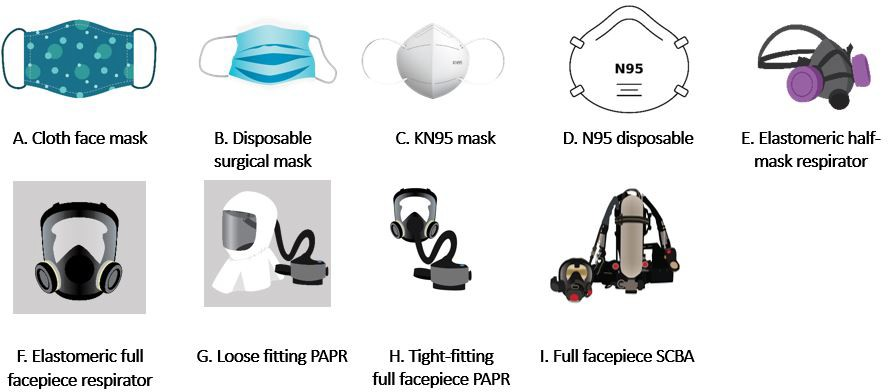 KN95
N95
A. Cloth face mask
B. Disposable
surgical mask
C. KN95 mask
D. N95 disposable
E. Elastomeric half-
mask respirator
F. Elastomeric full
facepiece respirator
G. Loose fitting PAPR
H. Tight-fitting
full facepiece PAPR
I. Full facepiece SCBA